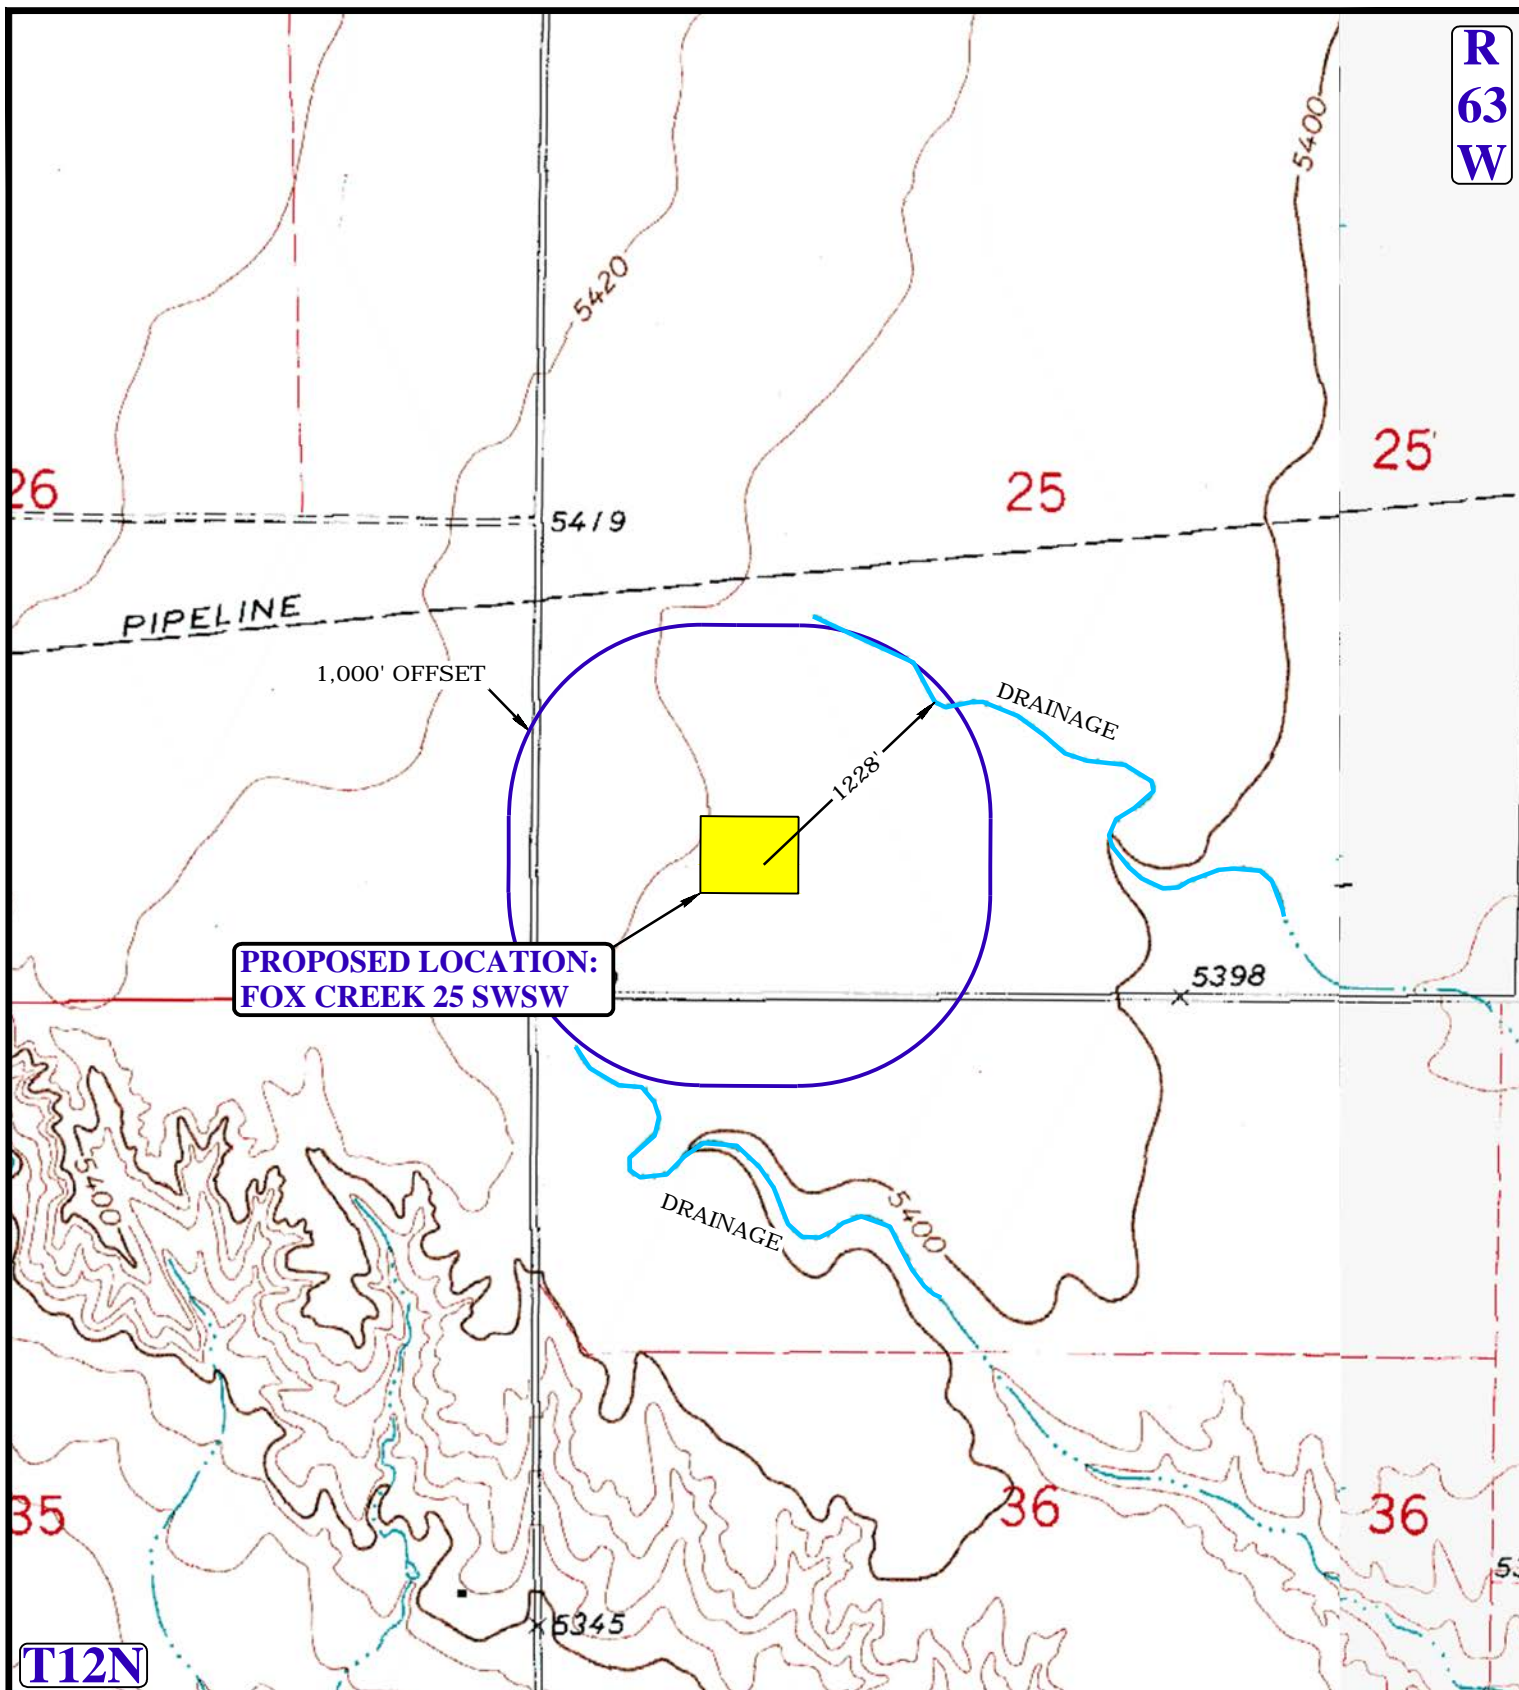 R
63
W
5400
5420
25
25
26
5419
PIPELINE
1,000' OFFSET
DRAINAGE
1228'
PROPOSED LOCATION:
FOX CREEK 25 SWSW
5398
5400
5400
DRAINAGE
35
36
36
5345
T12N